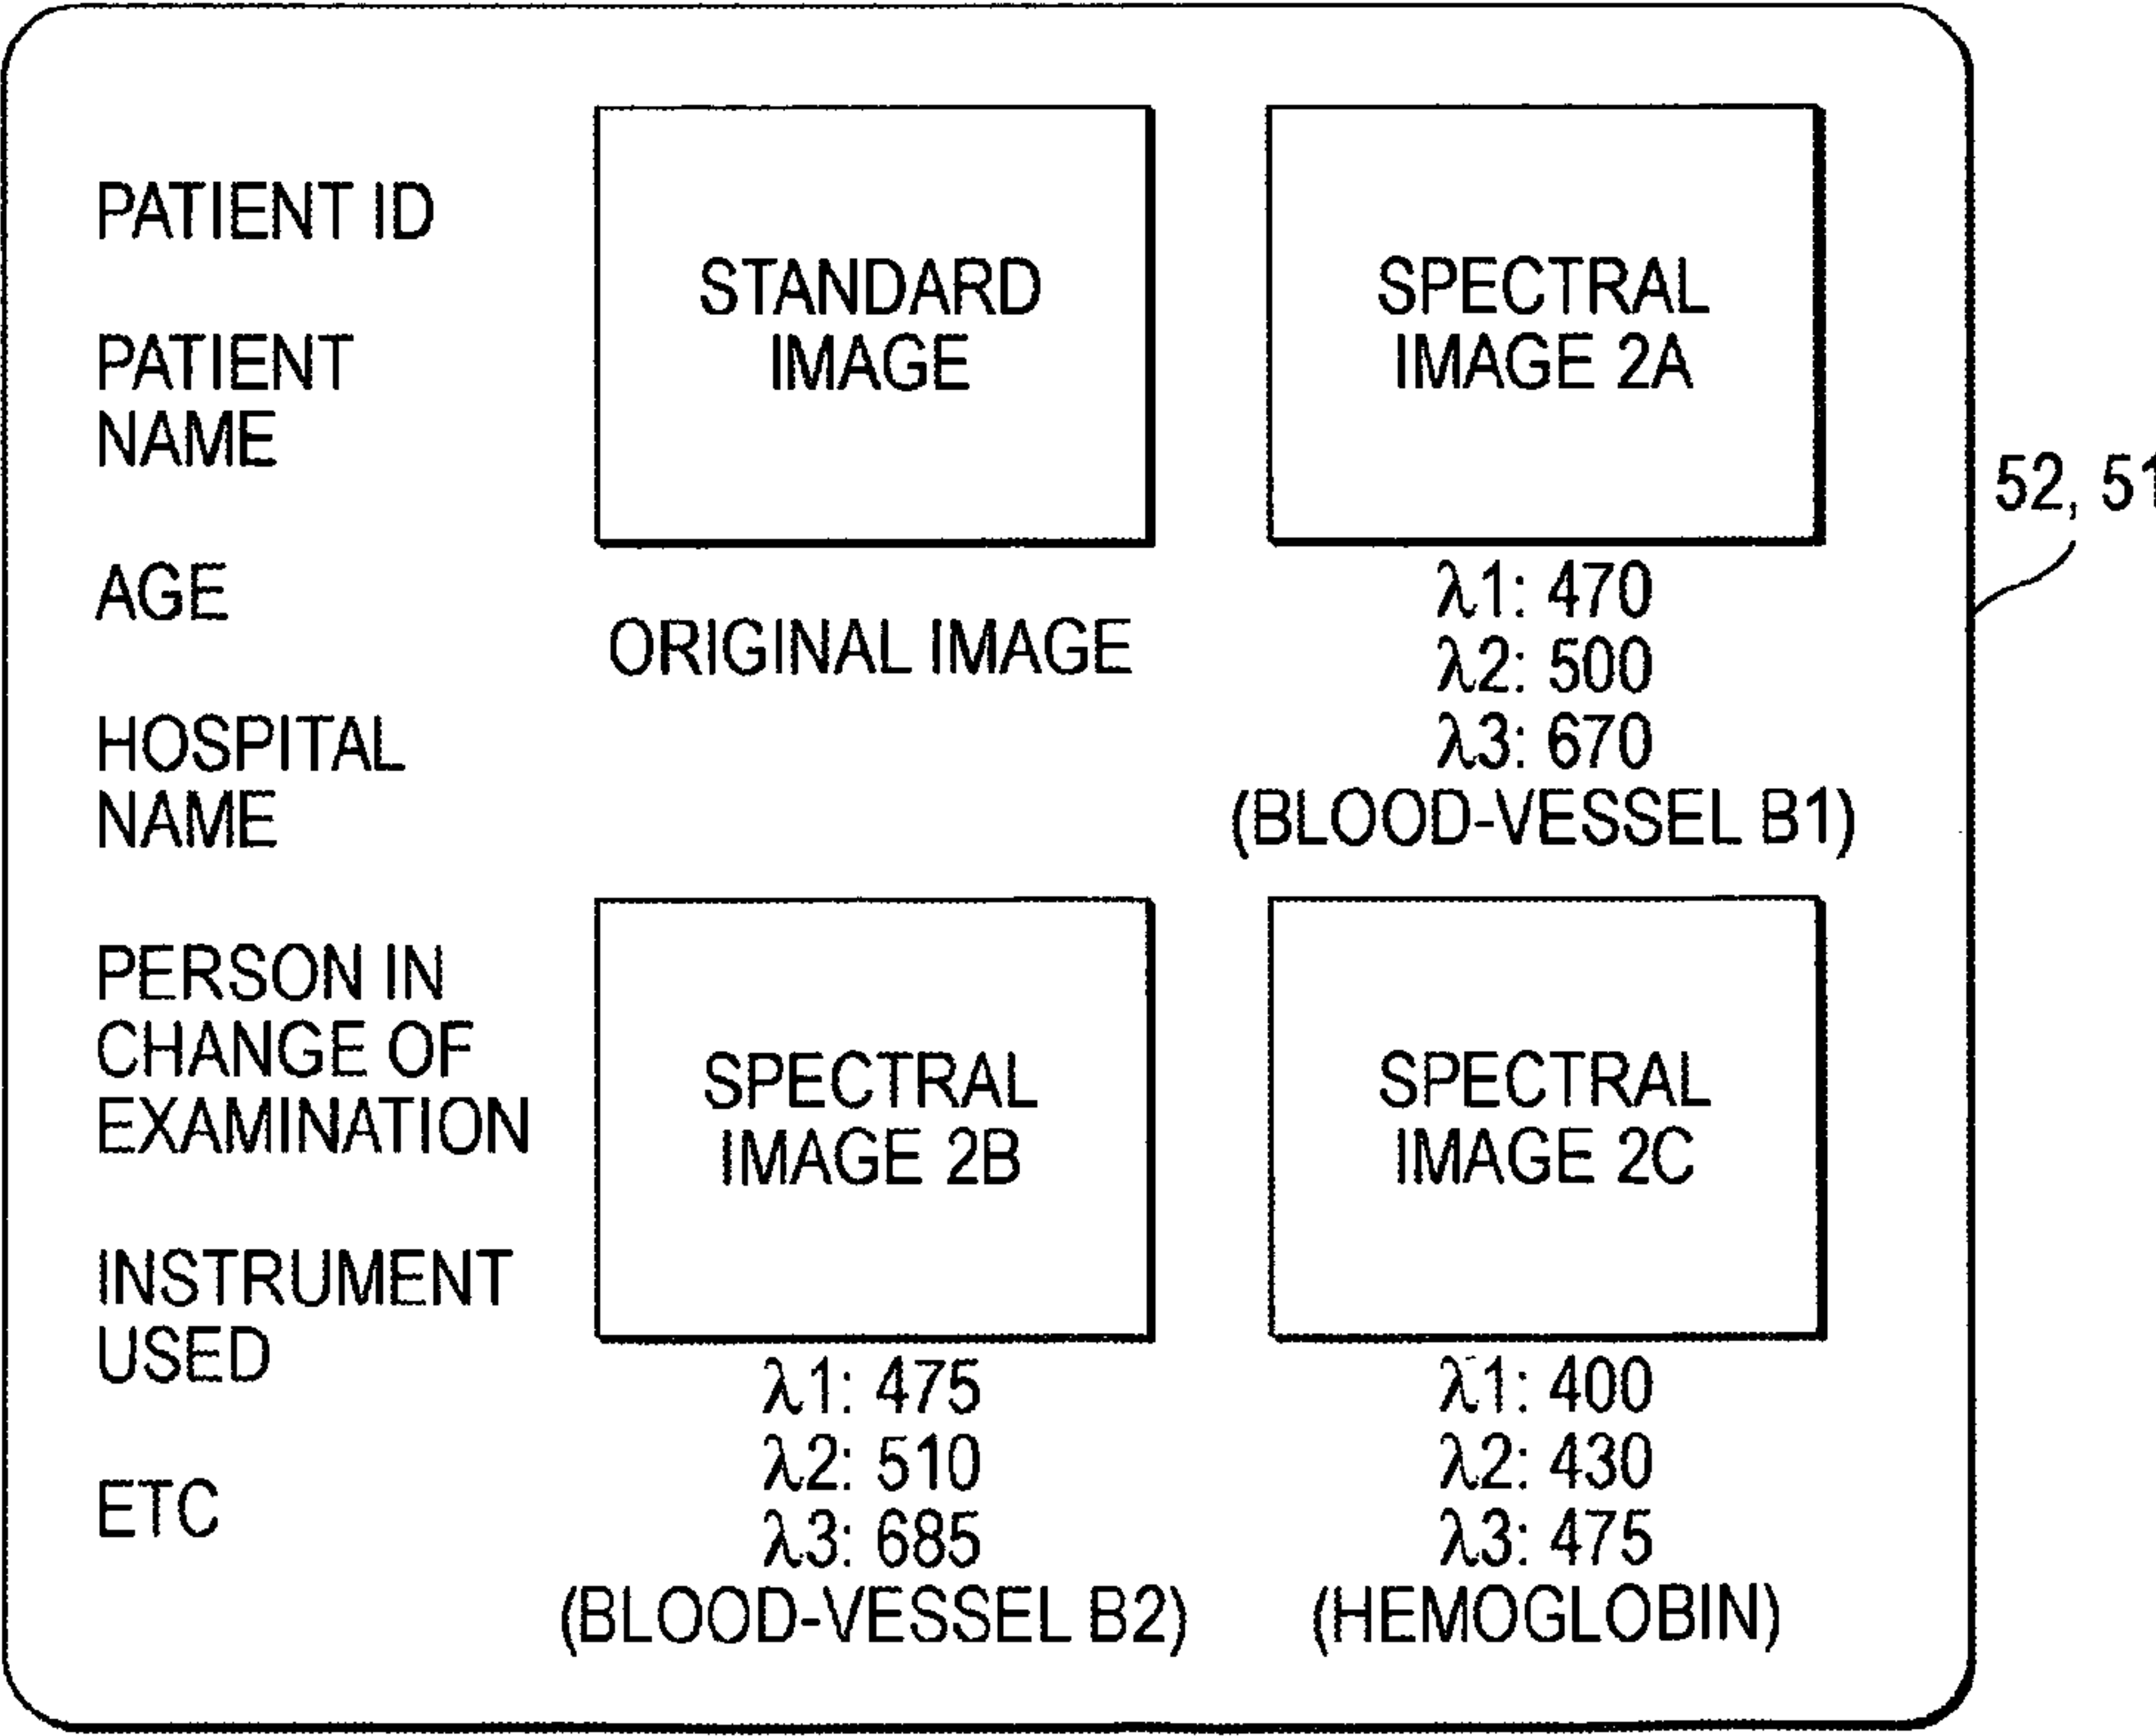 PATIENT ID
PATIENT
NAME
AGE
HOSPITAL
NAME
PERSON IN
CHANGE OF
EXAMINATION
INSTRUMENT
USED
ETC
STANDARD
IMAGE
ORIGINAL IMAGE
SPECTRAL
IMAGE 2A
λ1: 470
λ2: 500
λ3: 670
(BLOOD-VESSEL B1)
SPECTRAL
IMAGE 2B
λ1: 475
λ2: 510
λ3: 685
(BLOOD-VESSEL B2)
SPECTRAL
IMAGE 2C
λ1: 400
λ2: 430
λ3: 475
(HEMOGLOBIN)
52, 51